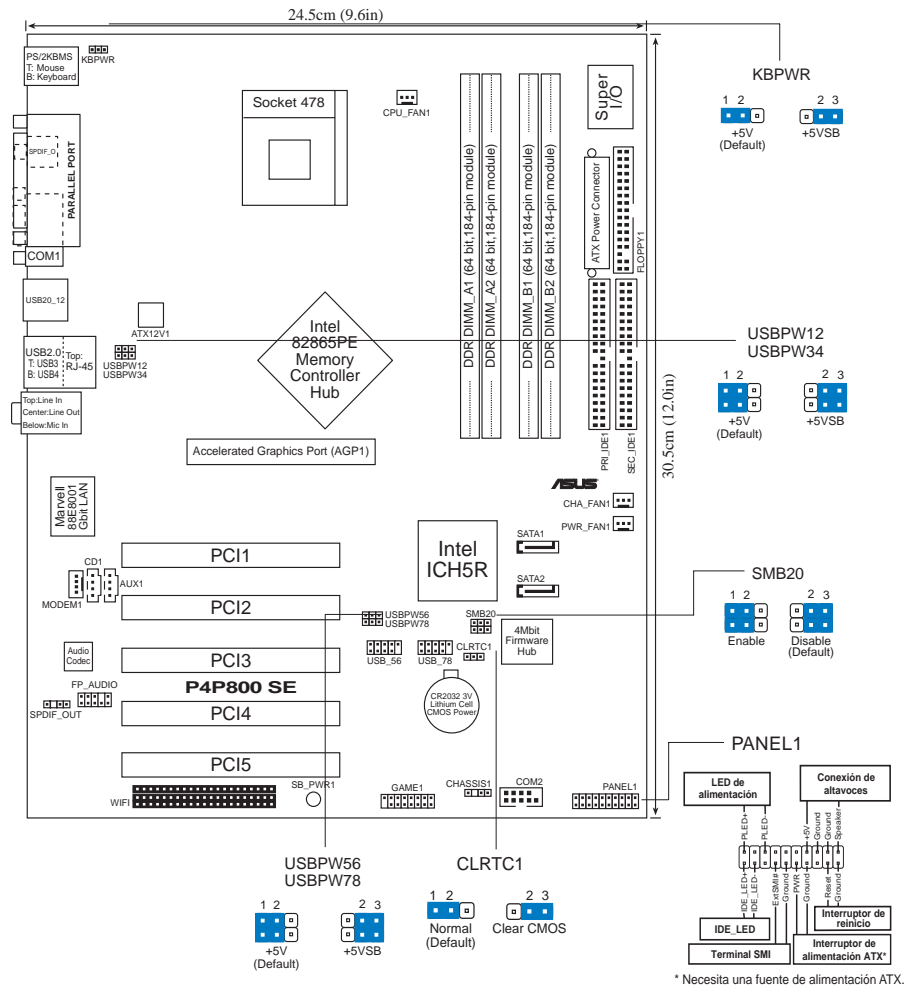 24.5cm (9.6in)
PS/2KBMS
T: Mouse
B: Keyboard
KBPWR
Socket 478
CPU_FAN1
Super
I/O
KBPWR
1 2
2 3
+5V
(Default)
+5VSB
SPDIF_O
PARALLEL PORT
COM1
DDR DIMM_A1 (64 bit,184-pin module)
DDR DIMM_A2 (64 bit,184-pin module)
DDR DIMM_B1 (64 bit,184-pin module)
DDR DIMM_B2 (64 bit,184-pin module)
ATX Power Connector
FLOPPY1
USB20_12
ATX12V1
USB2.0
T: USB3
B: USB4
Top:
RJ-45
USBPW12
USBPW34
Intel
82865PE
Memory
Controller
Hub
USBPW12
USBPW34
1 2
2 3
+5V
(Default)
+5VSB
Top:Line In
Center:Line Out
Below:Mic In
Accelerated Graphics Port (AGP1)
PRI_IDE1
SEC_IDE1
30.5cm (12.0in)
ASUS
CHA_FAN1
PWR_FAN1
Marvell
88E8001
Gbit LAN
Intel
ICH5R
SATA1
SATA2
PCI1
CD1
AUX1
MODEM1
PCI2
USBPW56
USBPW78
SMB20
4Mbit
Firmware
Hub
SMB20
1 2
2 3
Enable
Disable
(Default)
Audio
Codec
PCI3
USB_56
USB_78
CLRTC1
P4P800 SE
FP_AUDIO
SPDIF_OUT
PCI4
CR2032 3V
Lithium Cell
CMOS Power
PCI5
SB_PWR1
WIFI
GAME1
CHASSIS1
COM2
PANEL1
PANEL1
LED de
alimentación
Conexión de
altavoces
PLED+
PLED-
+5V
Ground
Ground
Speaker
IDE_LED+
IDE_LED-
ExtSMI#
Ground
PWR
Ground
Reset
Ground
IDE_LED
Terminal SMI
Interruptor de
reinicio
Interruptor de
alimentación ATX*
* Necesita una fuente de alimentación ATX.
USBPW56
USBPW78
1 2
2 3
+5V
(Default)
+5VSB
CLRTC1
1 2
2 3
Normal
(Default)
Clear CMOS